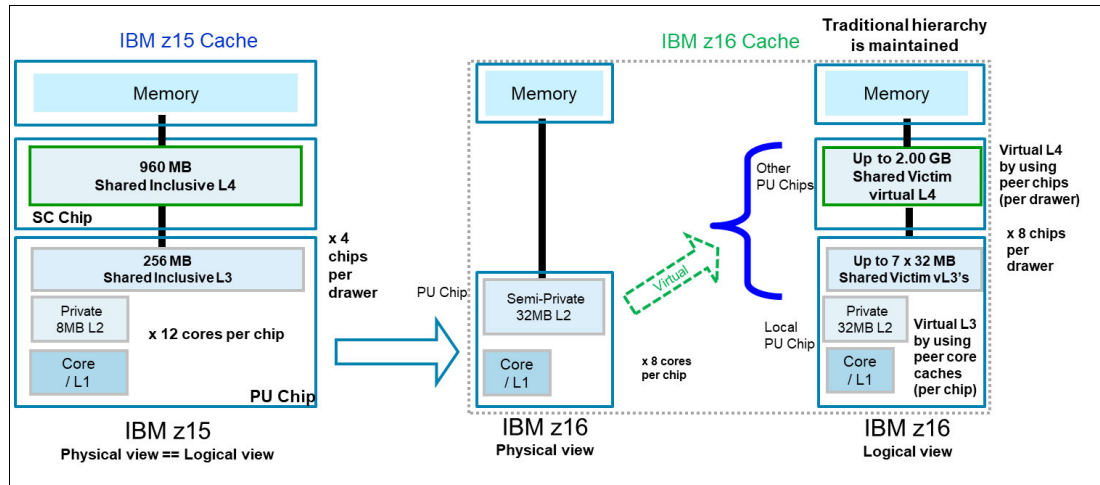 IBM z15 Cache
Memory
960 MB
Shared Inclusive L4
SC Chip
256 MB
Shared Inclusive L3
Private
8MB L2
x 12 cores per chip
Core
/ L1
PU Chip
x 4
chips
per
drawer
IBM z15
Physical view == Logical view
IBM z16 Cache
Memory
PU Chip
Semi-Private
32MB L2
Core
/ L1
x 8 cores
per chip
IBM z16
Physical view
Virtual
Traditional hierarchy
is maintained
Memory
Other
PU Chips
Up to 2.00 GB
Shared Victim
virtual L4
Virtual L4
by using
peer chips
(per drawer)
x 8 chips
per
drawer
Up to 7 x 32 MB
Shared Victim vL3's
Local
PU Chip
Private
32MB L2
Core
/ L1
Virtual L3
by using
peer core
caches
(per chip)
IBM z16
Logical view